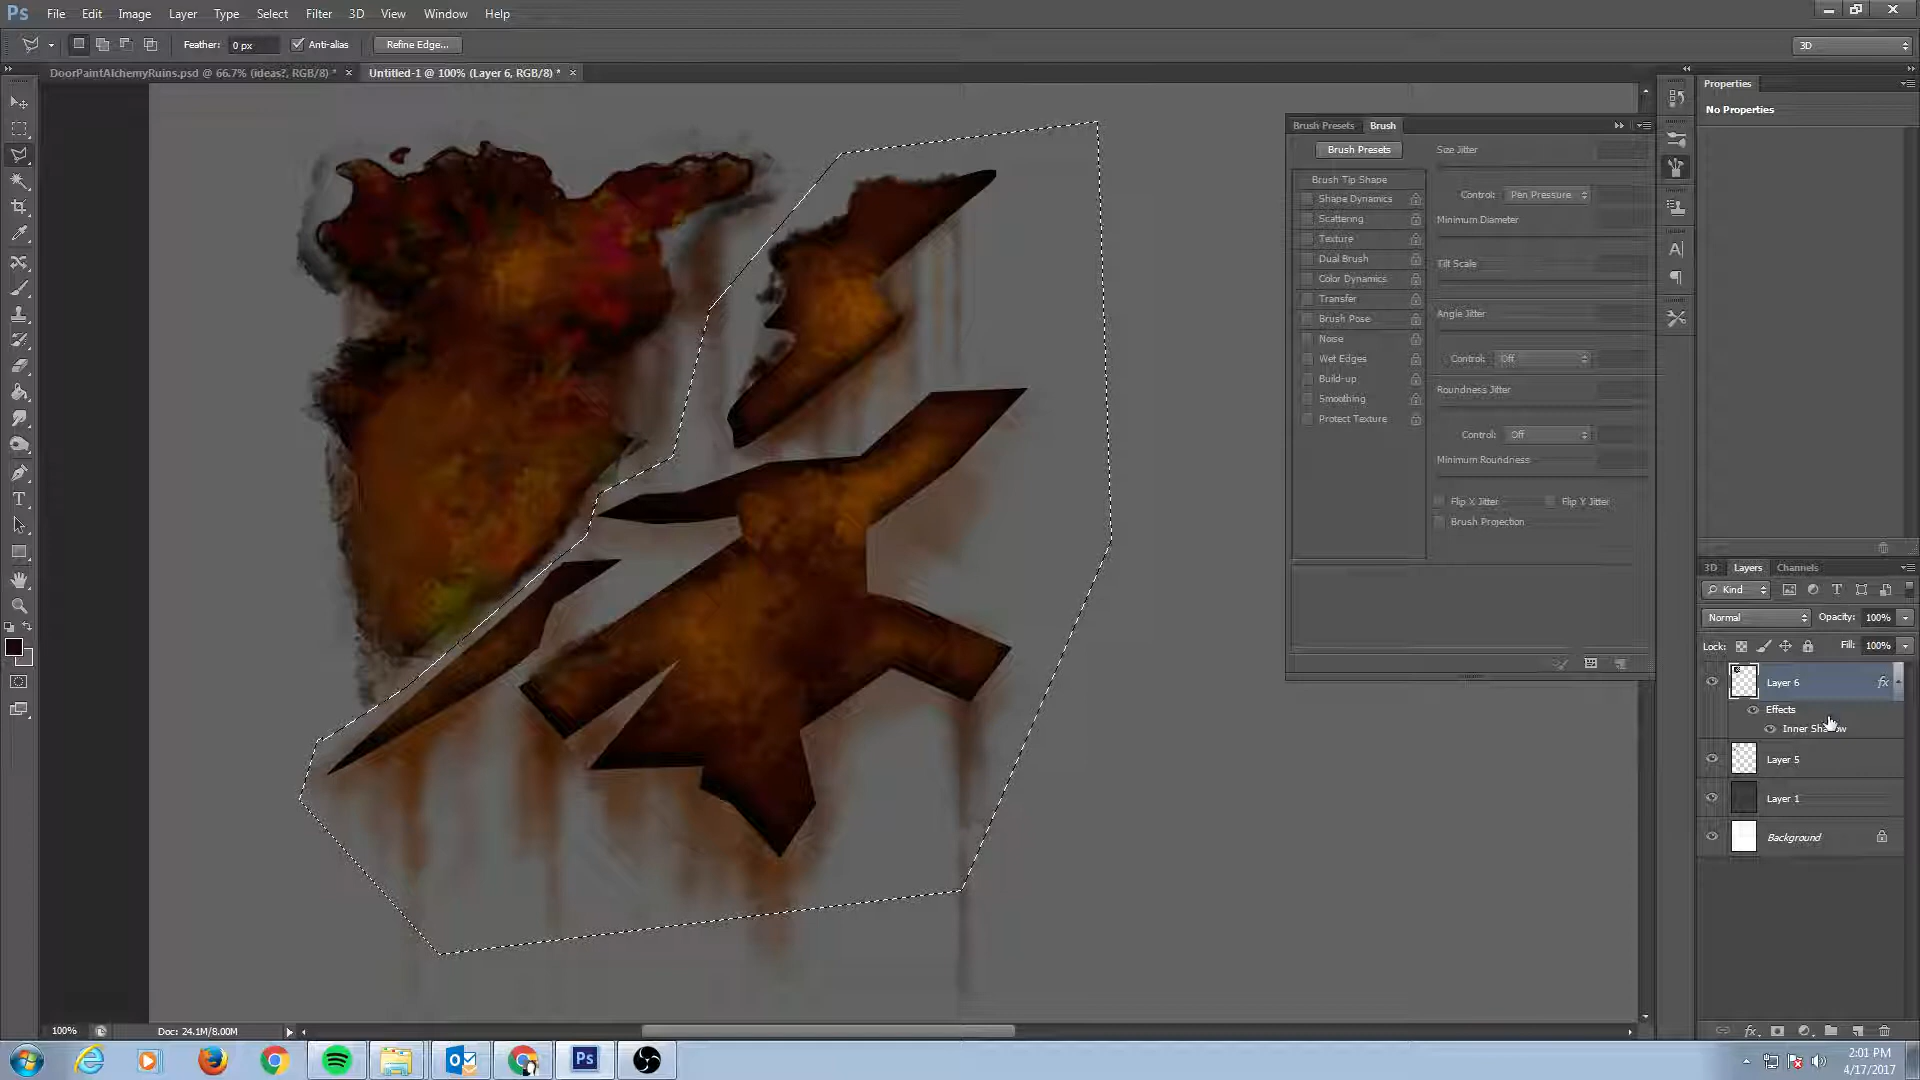 Ps File Edit Image Layer Type Select Filter 3D View Window Help
Feather: 0 px Anti-alias Refine Edge... 3D
DoorPaintAlchemyRuins.psd @ 66.7% (ideas?, RGB/8) * × Untitled-1 @ 100% (Layer 6, RGB/8) * ×
Properties
No Properties
Brush Presets Brush
Brush Presets Size Jitter
Brush Tip Shape
Shape Dynamics Control: Pen Pressure
Scattering Minimum Diameter
Texture
Dual Brush Tilt Scale
Color Dynamics
Transfer
Brush Pose Angle Jitter
Noise
Wet Edges Control: Off
Build-up
Smoothing Roundness Jitter
Protect Texture
Control: Off
Minimum Roundness
Flip X Jitter Flip Y Jitter
Brush Projection
3D Layers Channels
Kind
Normal Opacity: 100%
Lock: Fill: 100%
Layer 6 fx
Effects
Inner Shadow
Layer 5
Layer 1
Background
100% Doc: 24.1M/8.00M
2:01 PM
4/17/2017